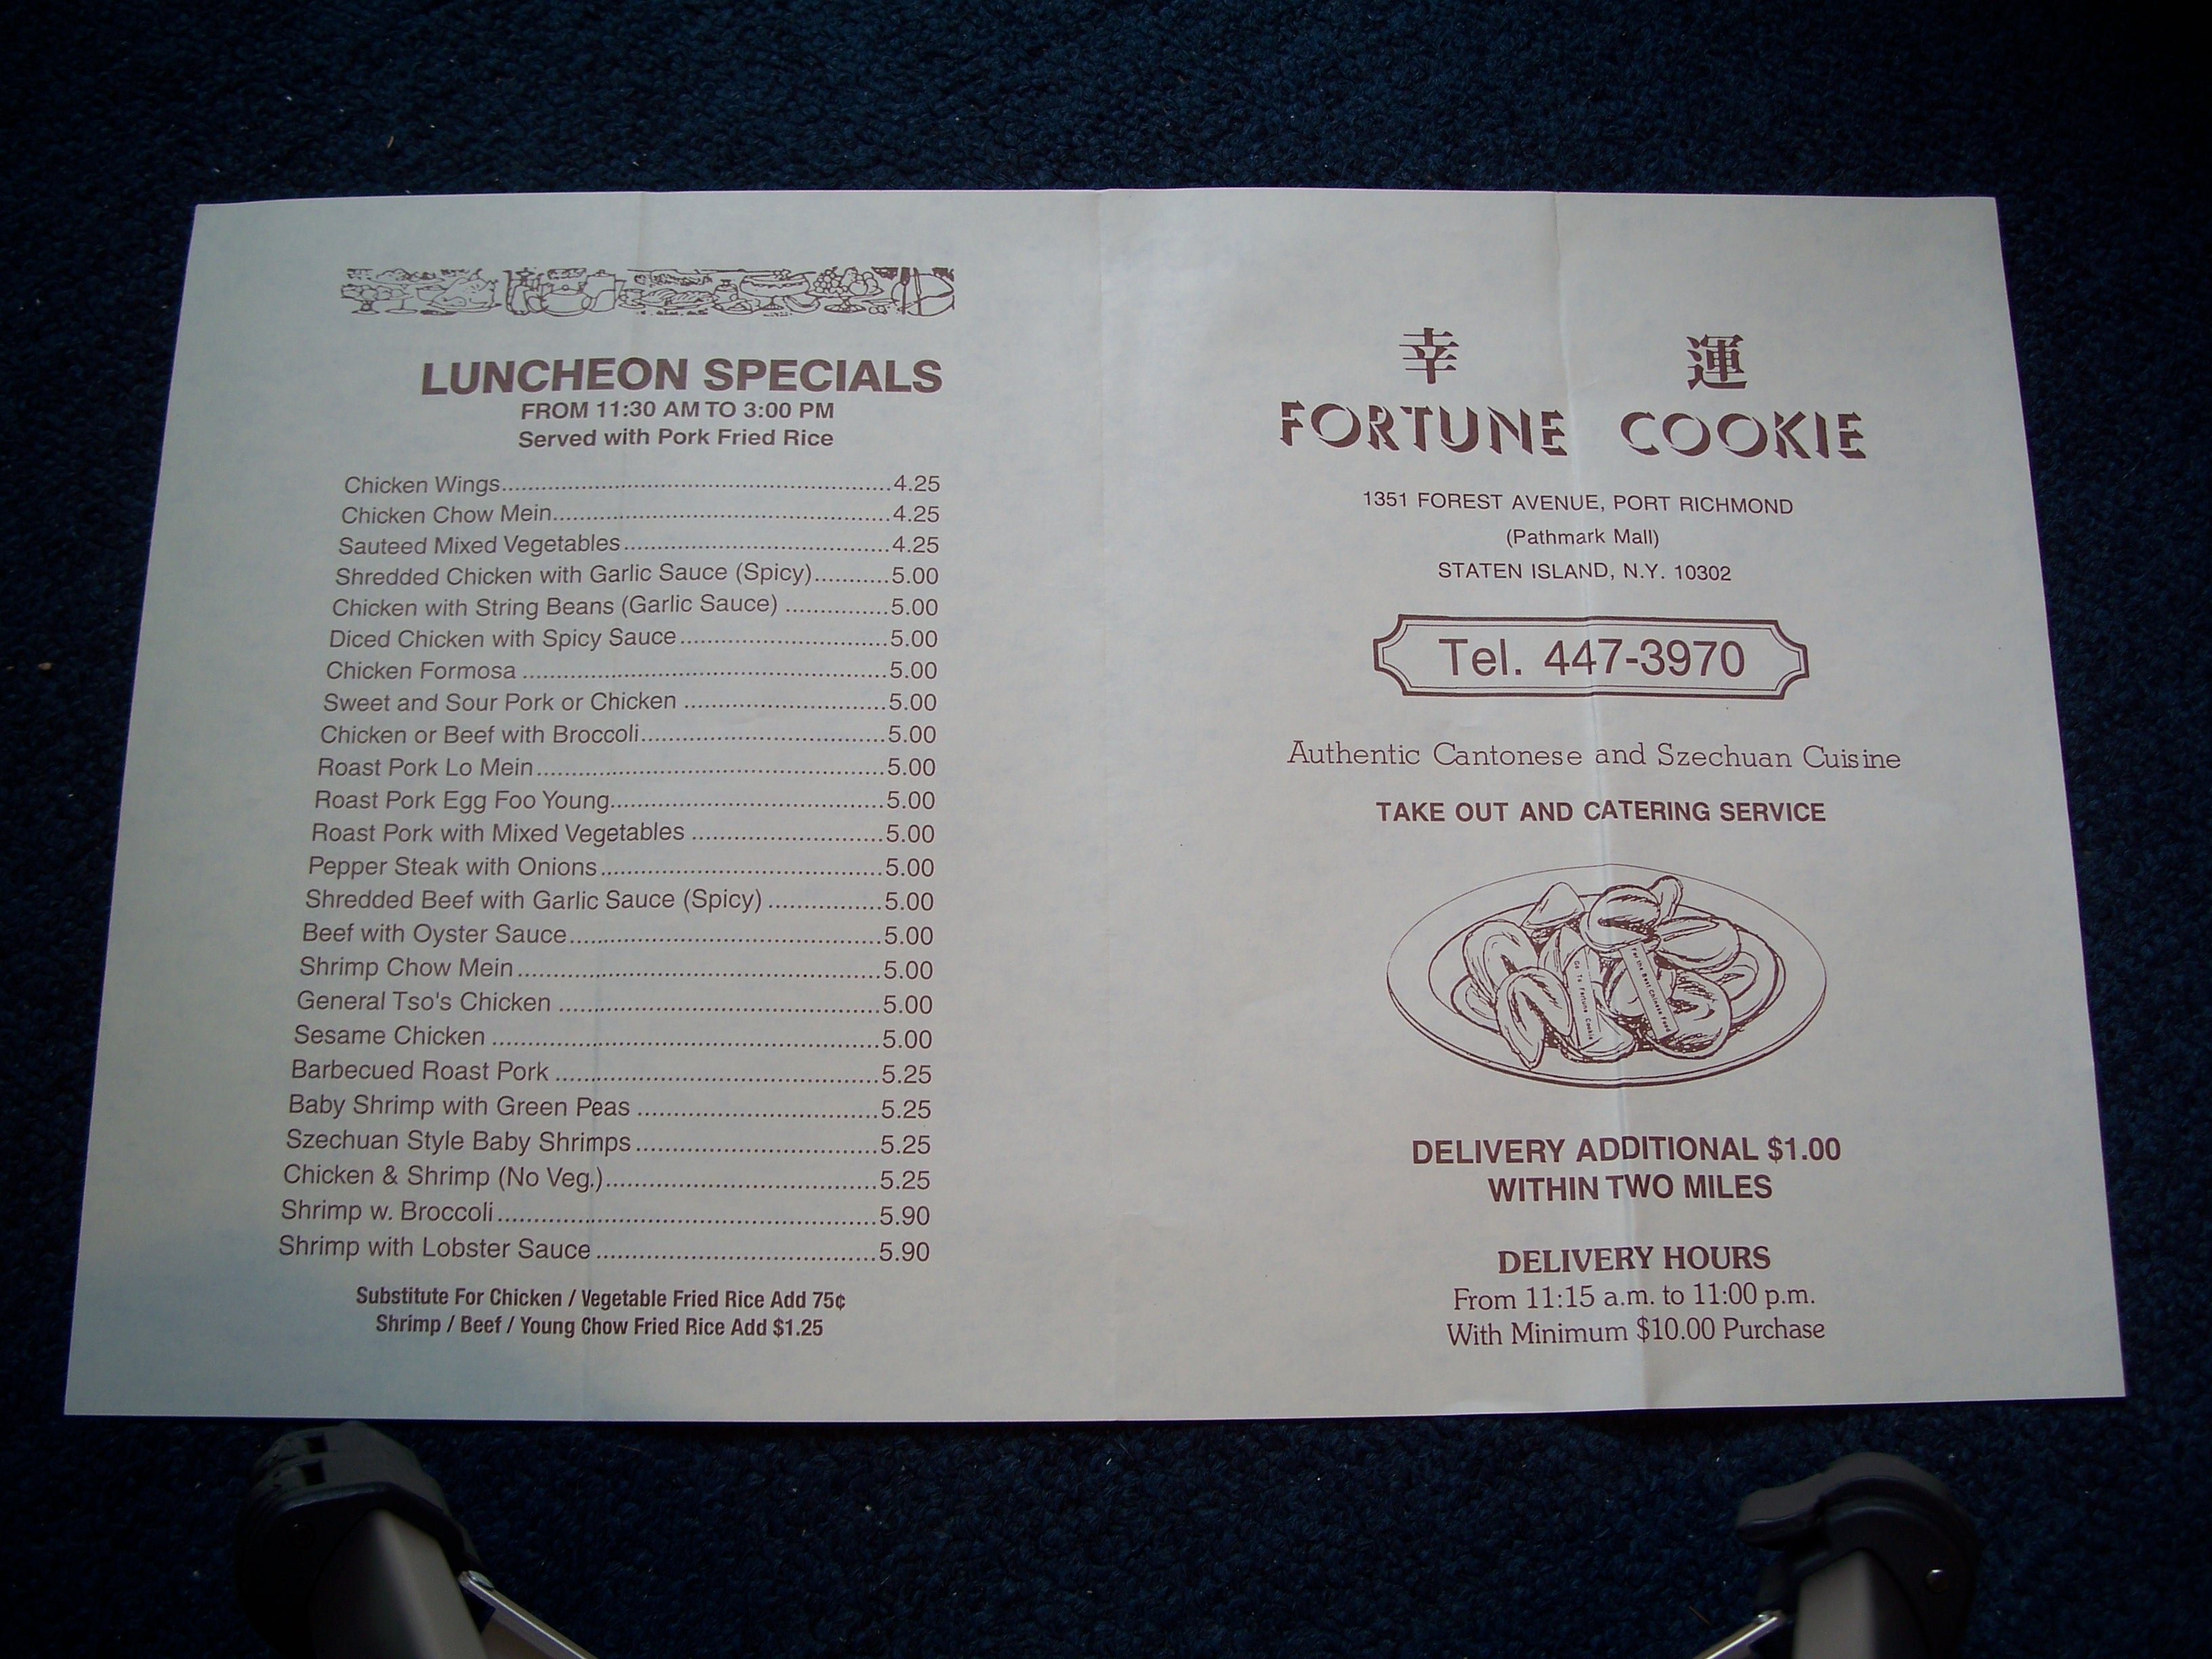 LUNCHEON SPECIALS
FROM 11:30 AM TO 3:00 PM
Served with Pork Fried Rice
Chicken Wings..........4.25
Chicken Chow Mein..........4.25
Sauteed Mixed Vegetables..........4.25
Shredded Chicken with Garlic Sauce (Spicy)..........5.00
Chicken with String Beans (Garlic Sauce)..........5.00
Diced Chicken with Spicy Sauce..........5.00
Chicken Formosa..........5.00
Sweet and Sour Pork or Chicken..........5.00
Chicken or Beef with Broccoli..........5.00
Roast Pork Lo Mein..........5.00
Roast Pork Egg Foo Young..........5.00
Roast Pork with Mixed Vegetables..........5.00
Pepper Steak with Onions..........5.00
Shredded Beef with Garlic Sauce (Spicy)..........5.00
Beef with Oyster Sauce..........5.00
Shrimp Chow Mein..........5.00
General Tso's Chicken..........5.00
Sesame Chicken..........5.00
Barbecued Roast Pork..........5.25
Baby Shrimp with Green Peas..........5.25
Szechuan Style Baby Shrimps..........5.25
Chicken & Shrimp (No Veg.)..........5.25
Shrimp w. Broccoli..........5.90
Shrimp with Lobster Sauce..........5.90
Substitute For Chicken / Vegetable Fried Rice Add 75¢
Shrimp / Beef / Young Chow Fried Rice Add $1.25
幸 運
FORTUNE COOKIE
1351 FOREST AVENUE, PORT RICHMOND
(Pathmark Mall)
STATEN ISLAND, N.Y. 10302
Tel. 447-3970
Authentic Cantonese and Szechuan Cuisine
TAKE OUT AND CATERING SERVICE
For the Best Chinese Food
Go To Fortune Cookie
DELIVERY ADDITIONAL $1.00
WITHIN TWO MILES
DELIVERY HOURS
From 11:15 a.m. to 11:00 p.m.
With Minimum $10.00 Purchase